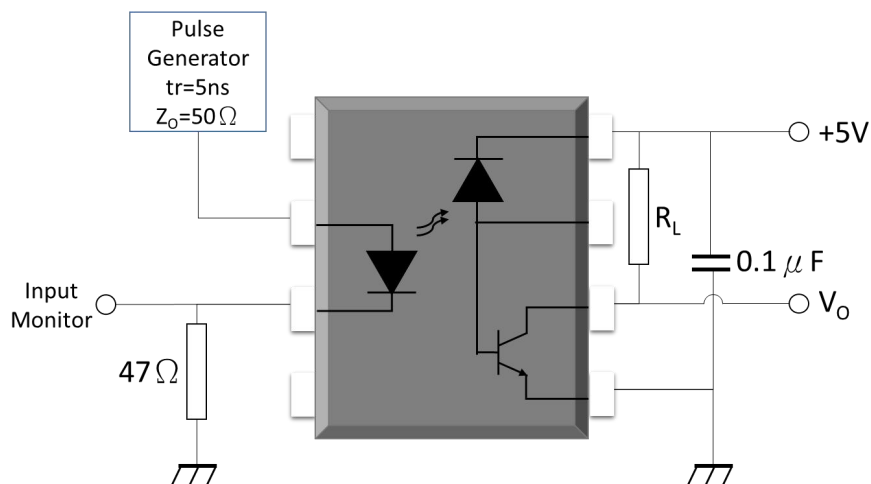 Pulse
Generator
tr=5ns
Zo=50Ω
+5V
RL
0.1μF
Input
Monitor
Vo
47Ω